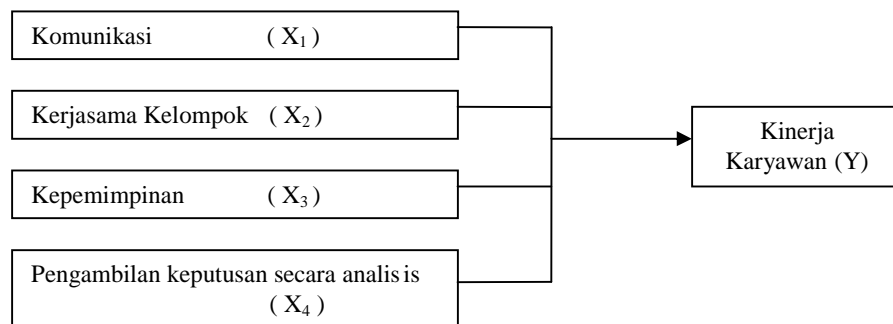 Komunikasi ( X₁ )
Kerjasama Kelompok ( X₂ )
Kepemimpinan ( X₃ )
Pengambilan keputusan secara analisis
( X₄ )
Kinerja
Karyawan (Y)